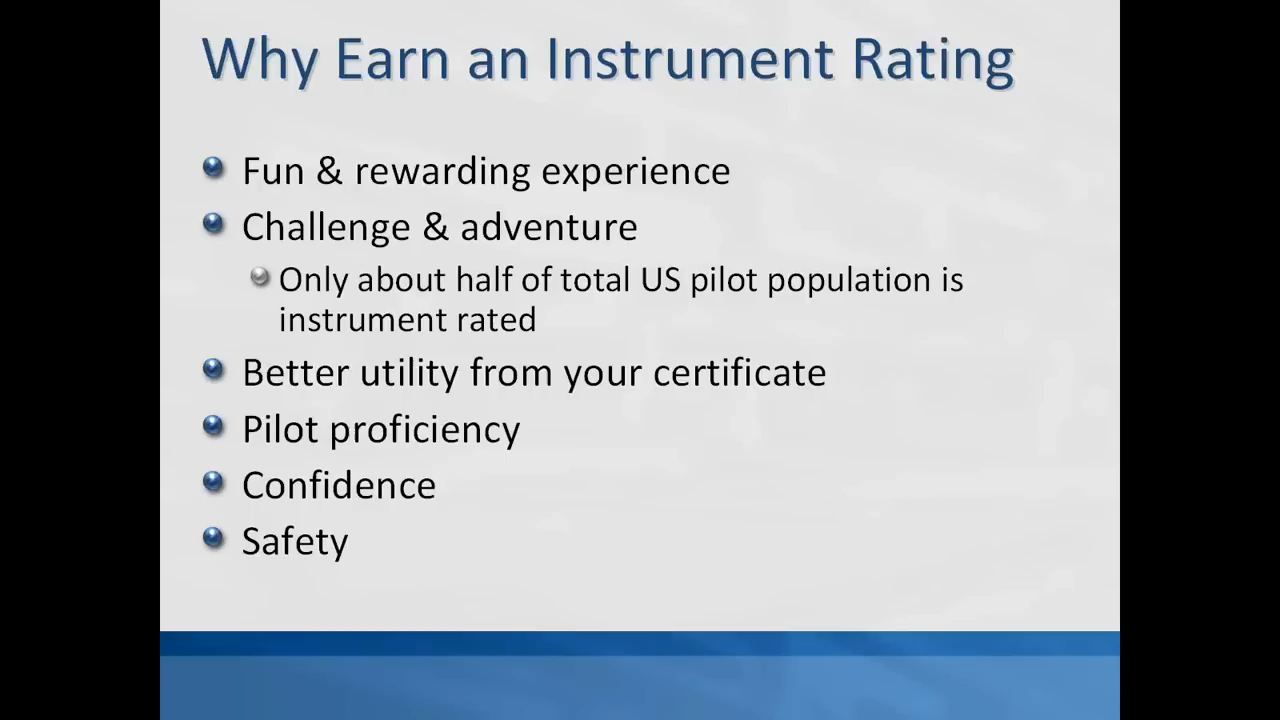 Why Earn an Instrument Rating
Fun & rewarding experience
Challenge & adventure
Only about half of total US pilot population is
instrument rated
Better utility from your certificate
Pilot proficiency
Confidence
Safety